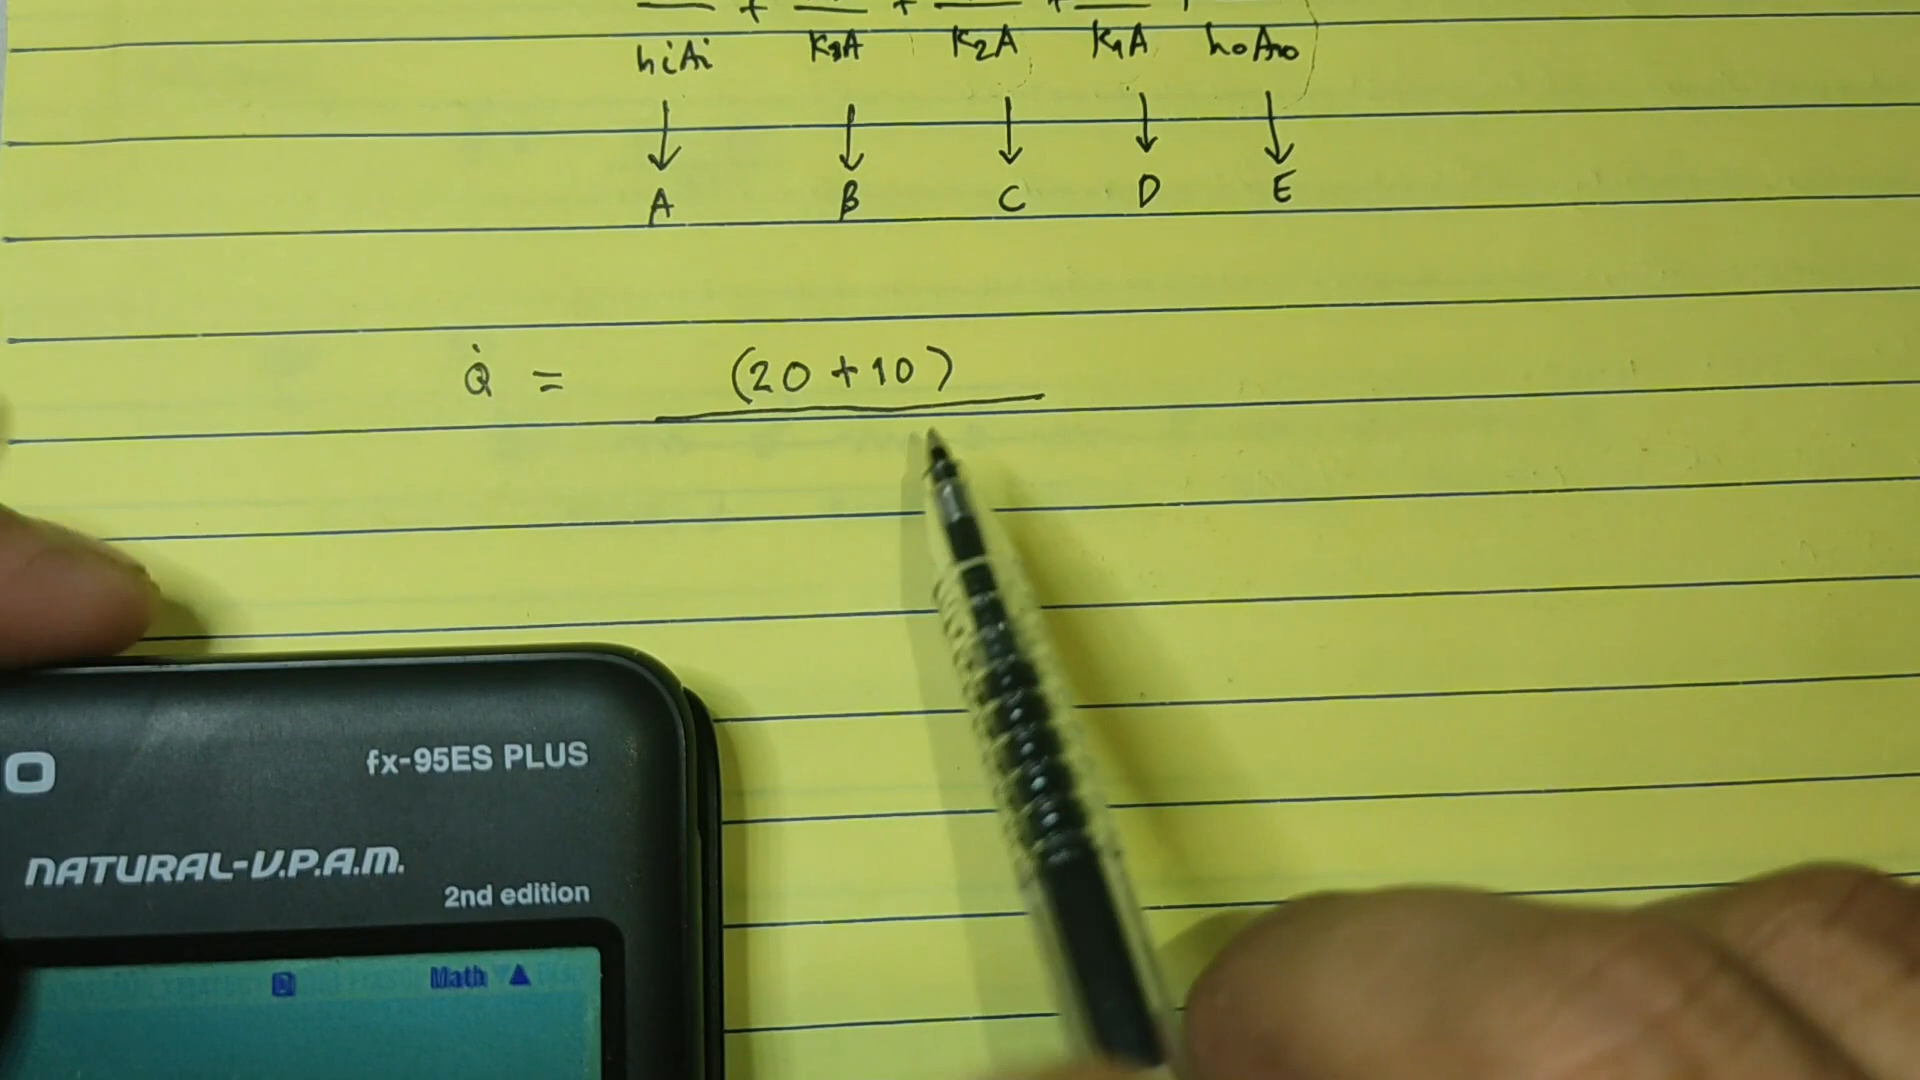 + + +
hiAi K3A K2A K1A hoAo
A B C D E
Q̇ = (20+10)
O
fx-95ES PLUS
NATURAL-V.P.A.M.
2nd edition
D Math ▲